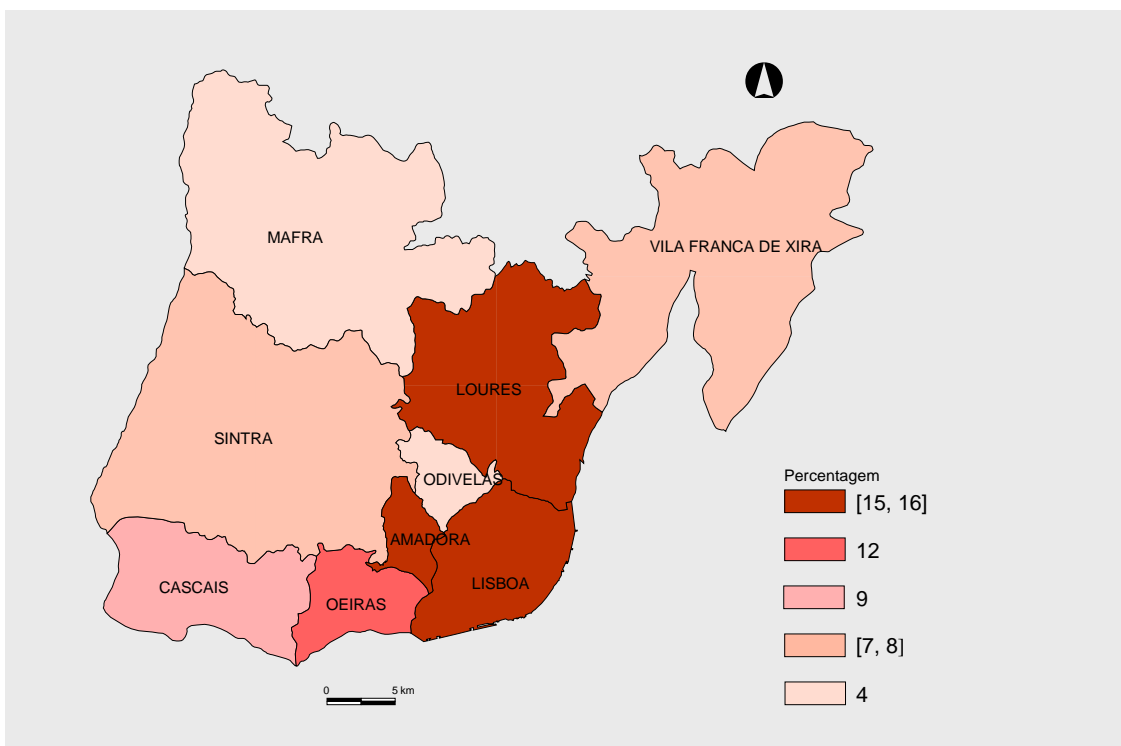 MAFRA
VILA FRANCA DE XIRA
LOURES
SINTRA
ODIVELAS
AMADORA
CASCAIS
OEIRAS
LISBOA
Percentagem
[15, 16]
12
9
[7, 8]
4
0 5 km